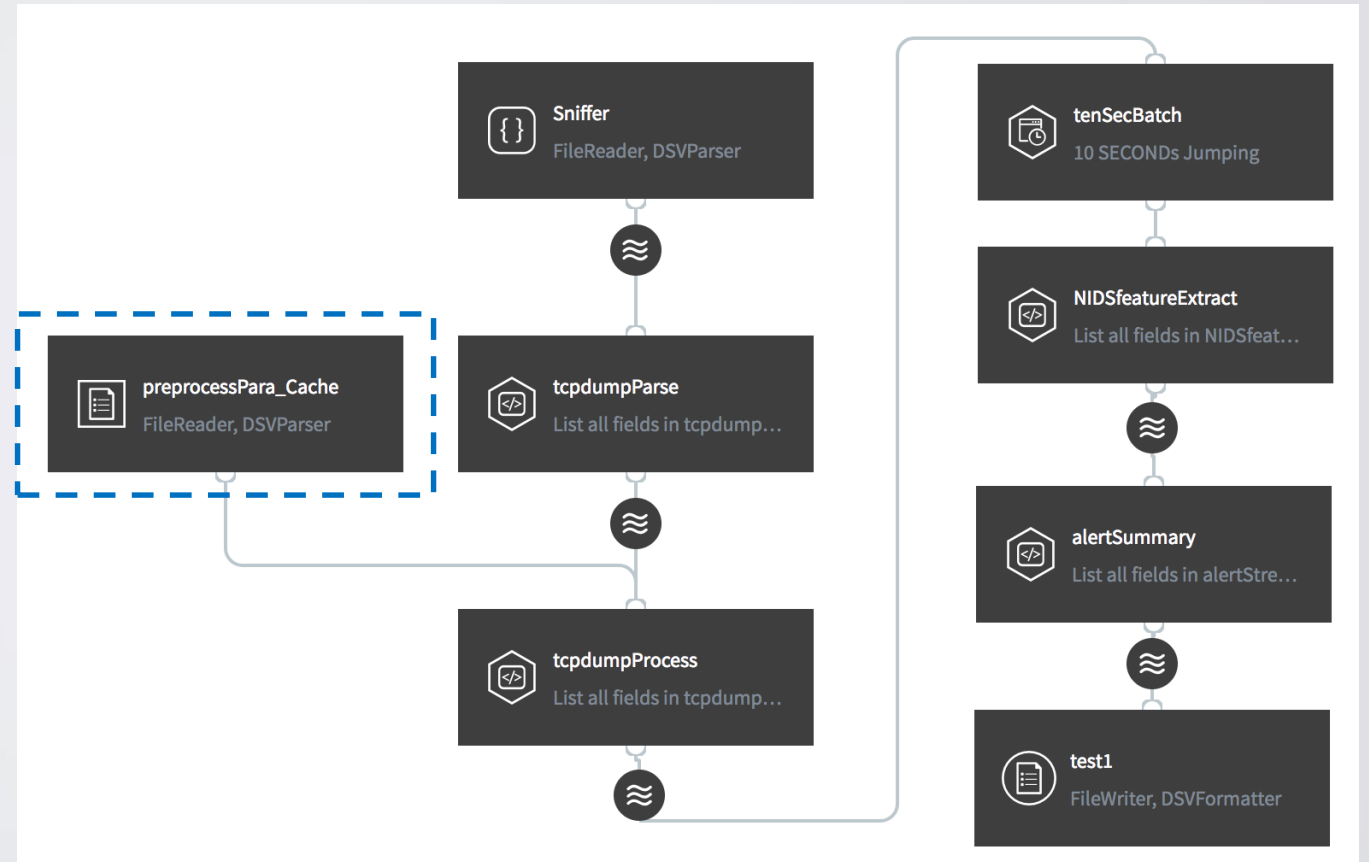 Sniffer
FileReader, DSVParser
preprocessPara_Cache
FileReader, DSVParser
tcpdumpParse
List all fields in tcpdump…
tcpdumpProcess
List all fields in tcpdump…
tenSecBatch
10 SECONDs Jumping
NIDSfeatureExtract
List all fields in NIDSfeat…
alertSummary
List all fields in alertStre…
test1
FileWriter, DSVFormatter